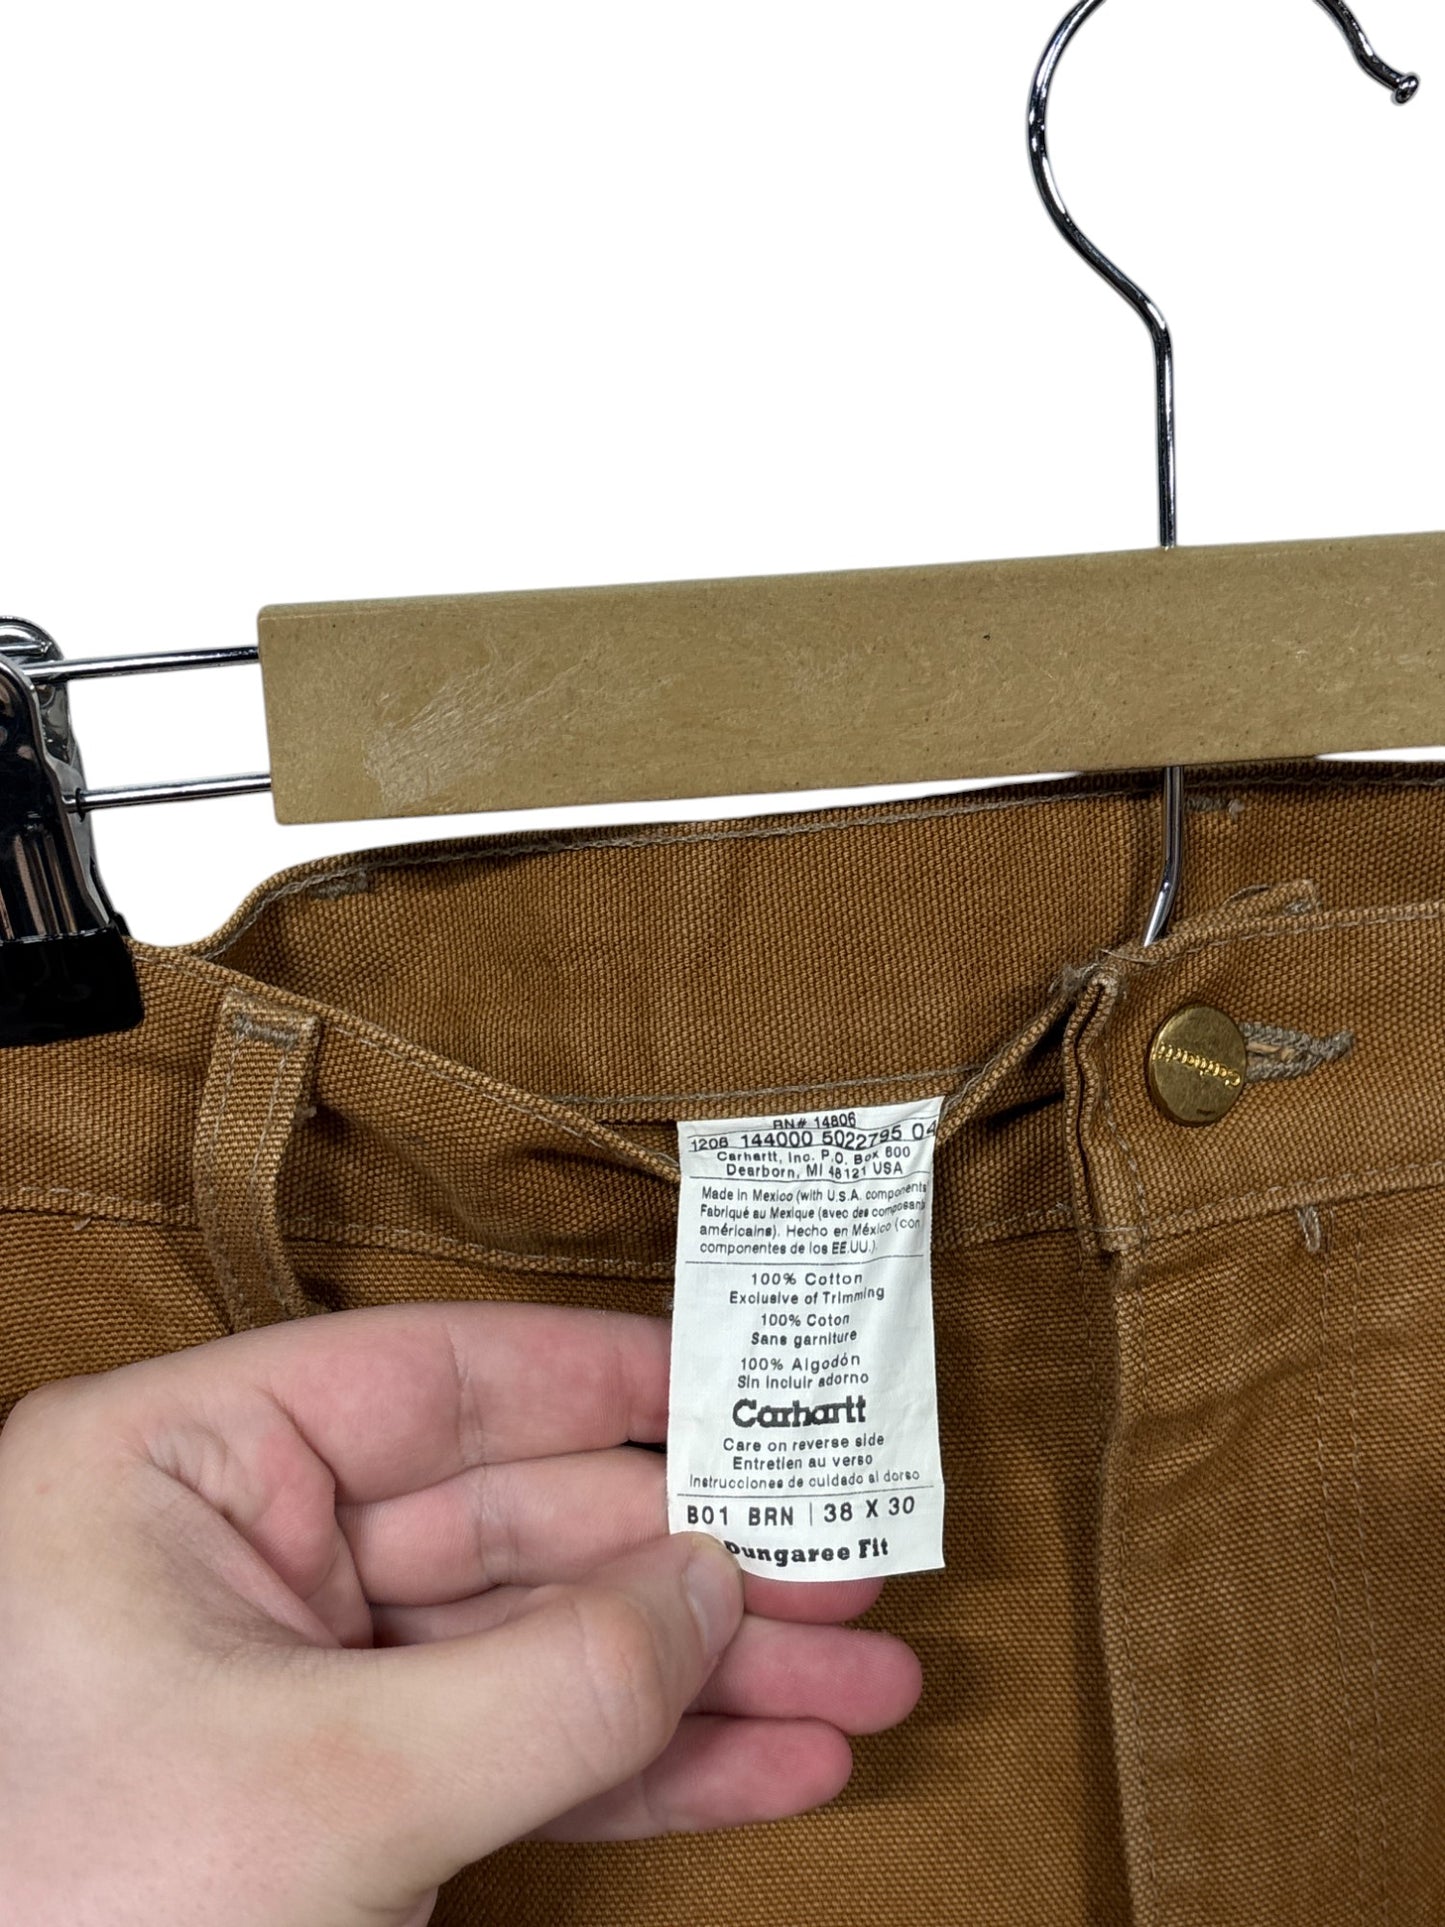 RN# 14806
1208 144000 5022795 04
Carhartt, Inc. P.O. Box 600
Dearborn, MI 48121 USA
Made in Mexico (with U.S.A. components
Fabriqué au Mexique (avec des composants
américains). Hecho en México (con
componentes de los EE.UU.)
100% Cotton
Exclusive of Trimming
100% Coton
Sans garniture
100% Algodón
Sin incluir adorno
Carhartt
Care on reverse side
Entretien au verso
Instrucciones de cuidado al dorso
B01 BRN | 38 X 30
Dungaree Fit
Carhartt